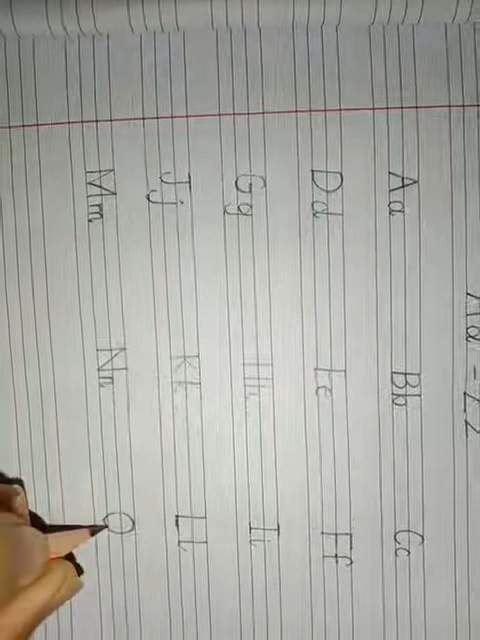 Aa - Zz
Aa Bb Cc
Dd Ee Ff
Gg Hh Ii
Jj Kk Ll
Mm Nn O